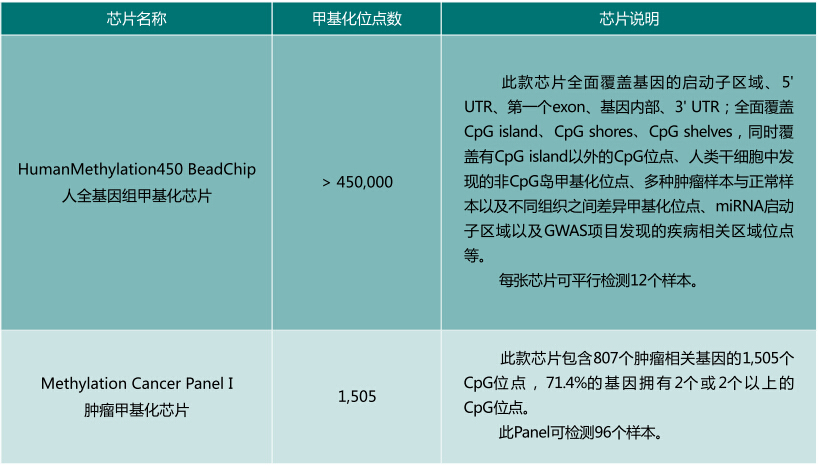 芯片名称
甲基化位点数
芯片说明
HumanMethylation450 BeadChip
人全基因组甲基化芯片
> 450,000
此款芯片全面覆盖基因的启动子区域、5'
UTR、第一个exon、基因内部、3' UTR；全面覆盖
CpG island、CpG shores、CpG shelves，同时覆
盖有CpG island以外的CpG位点、人类干细胞中发
现的非CpG岛甲基化位点、多种肿瘤样本与正常样
本以及不同组织之间差异甲基化位点、miRNA启动
子区域以及GWAS项目发现的疾病相关区域位点
等。
每张芯片可平行检测12个样本。
Methylation Cancer Panel I
肿瘤甲基化芯片
1,505
此款芯片包含807个肿瘤相关基因的1,505个
CpG位点，71.4%的基因拥有2个或2个以上的
CpG位点。
此Panel可检测96个样本。